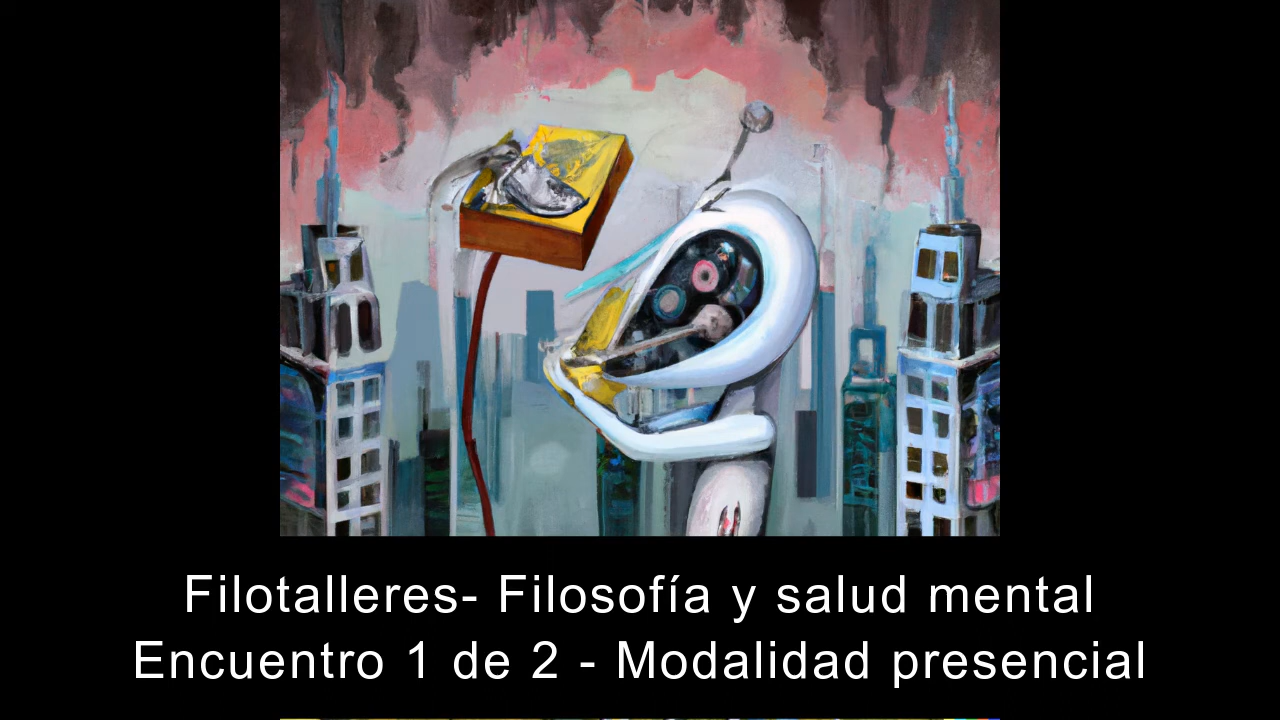 Filotalleres- Filosofía y salud mental
Encuentro 1 de 2 - Modalidad presencial